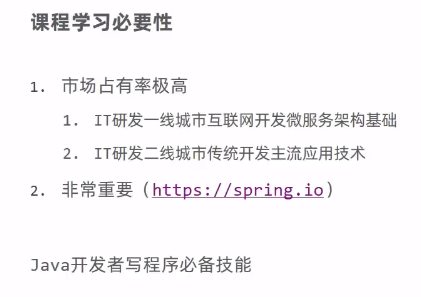 课程学习必要性
1. 市场占有率极高
1. IT研发一线城市互联网开发微服务架构基础
2. IT研发二线城市传统开发主流应用技术
2. 非常重要（https://spring.io）
Java开发者写程序必备技能